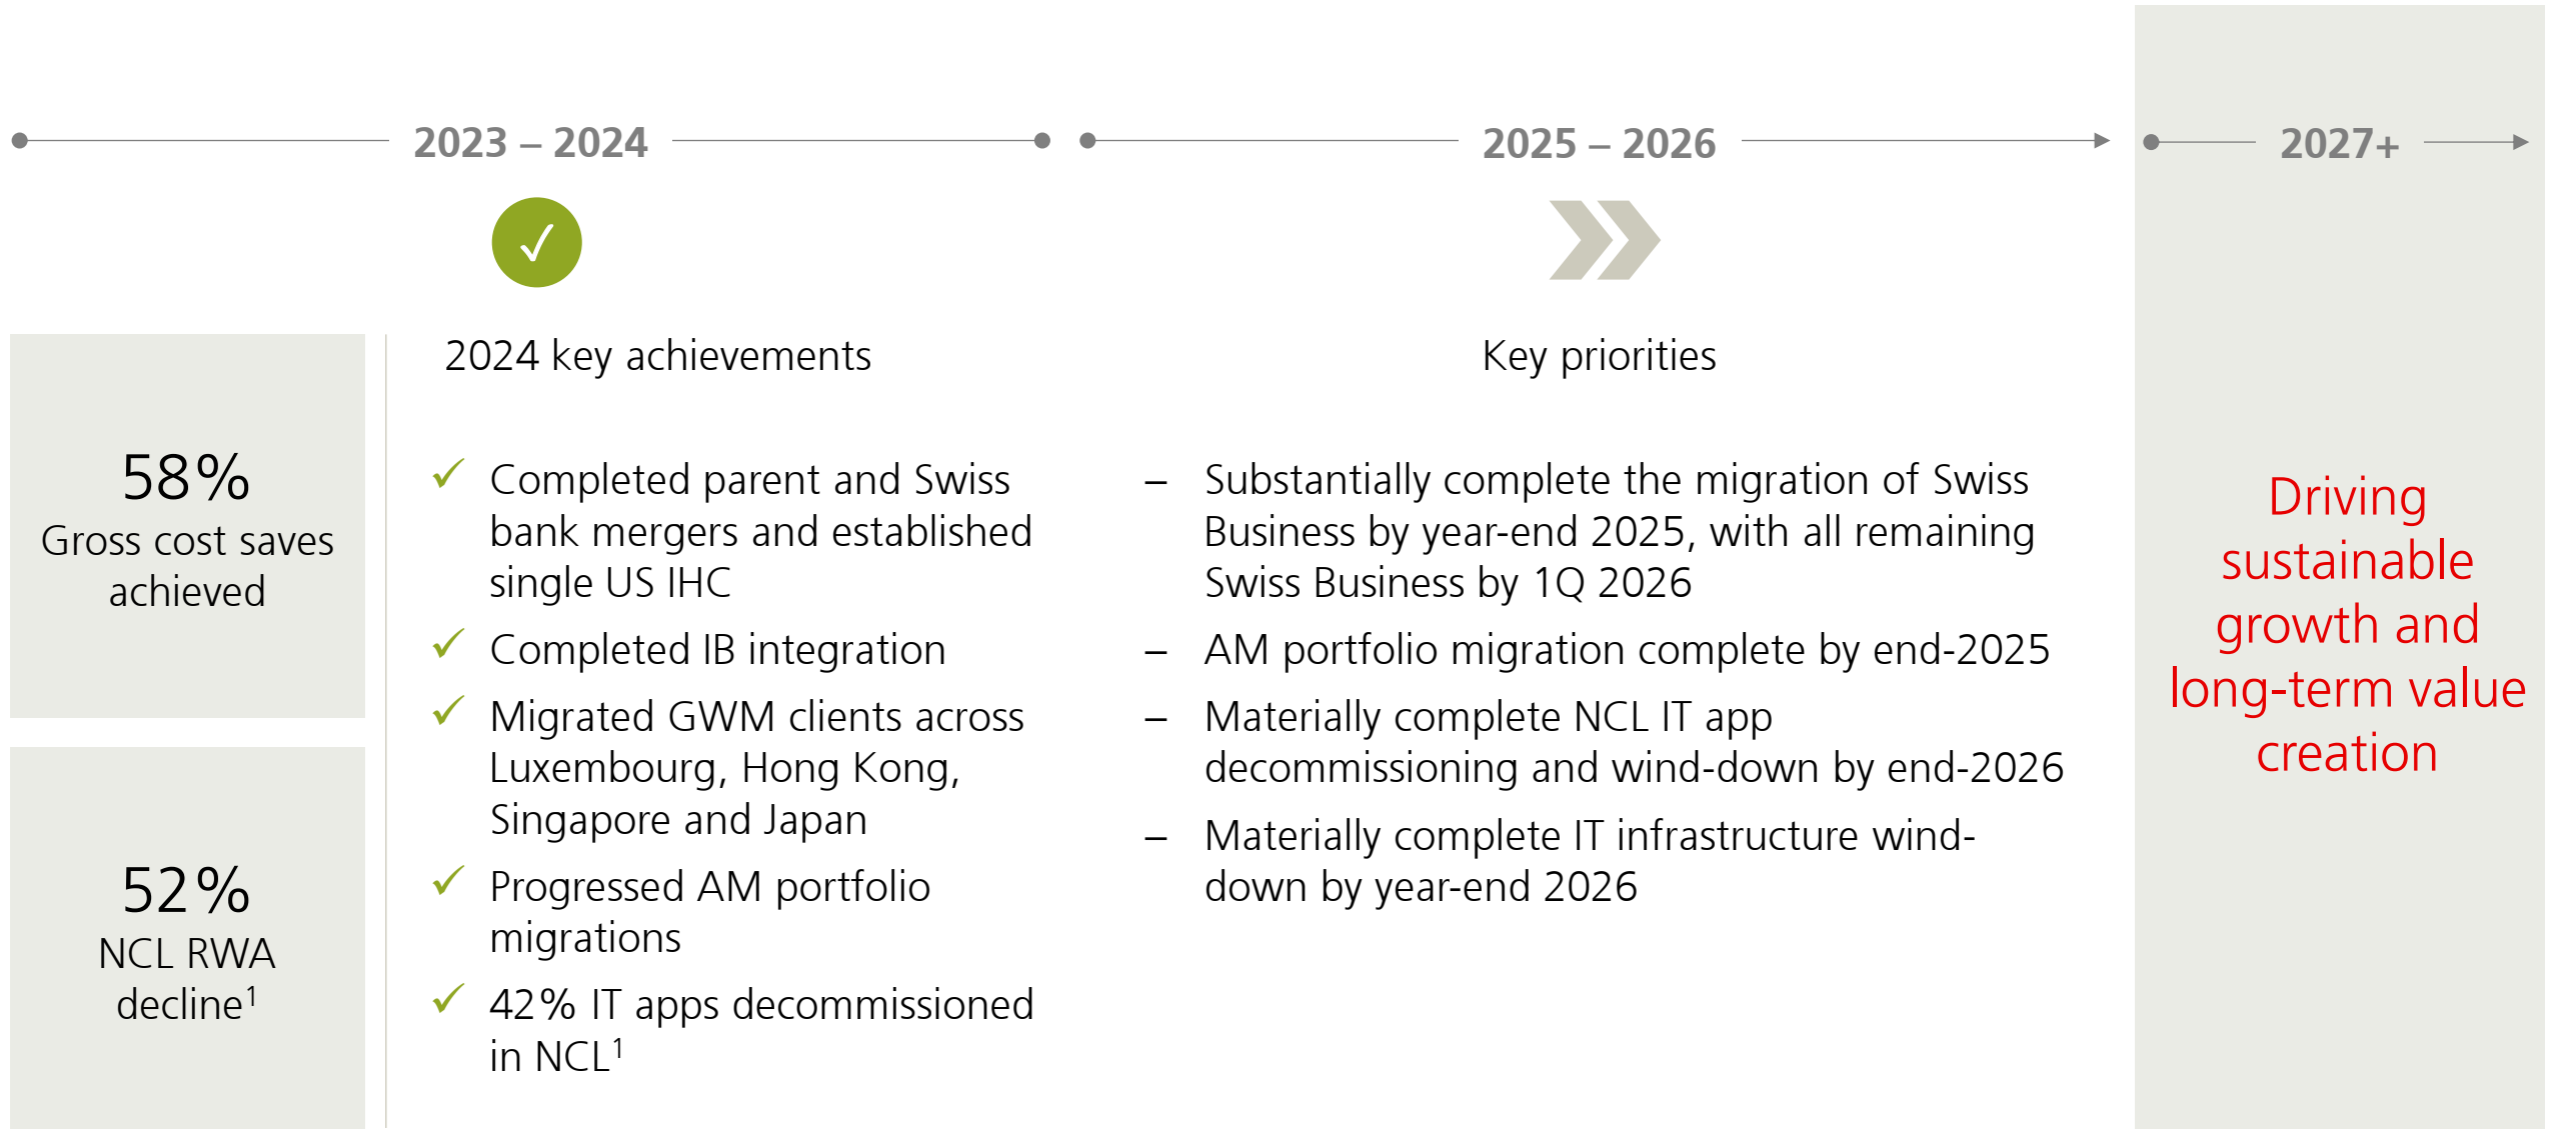 2023 – 2024
2025 – 2026
2027+
58%
Gross cost saves
achieved
52%
NCL RWA
decline¹
2024 key achievements
Completed parent and Swiss
bank mergers and established
single US IHC
Completed IB integration
Migrated GWM clients across
Luxembourg, Hong Kong,
Singapore and Japan
Progressed AM portfolio
migrations
42% IT apps decommissioned
in NCL¹
Key priorities
– Substantially complete the migration of Swiss
Business by year-end 2025, with all remaining
Swiss Business by 1Q 2026
– AM portfolio migration complete by end-2025
– Materially complete NCL IT app
decommissioning and wind-down by end-2026
– Materially complete IT infrastructure wind-
down by year-end 2026
Driving
sustainable
growth and
long-term value
creation